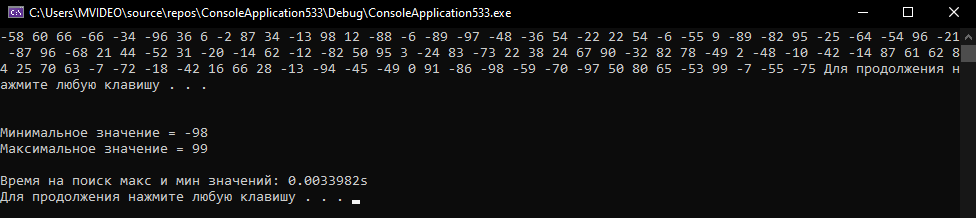 C:\Users\MVIDEO\source\repos\ConsoleApplication533\Debug\ConsoleApplication533.exe
-58 60 66 -66 -34 -96 36 6 -2 87 34 -13 98 12 -88 -6 -89 -97 -48 -36 54 -22 22 54 -6 -55 9 -89 -82 95 -25 -64 -54 96 -21
-87 96 -68 21 44 -52 31 -20 -14 62 -12 -82 50 95 3 -24 83 -73 22 38 24 67 90 -32 82 78 -49 2 -48 -10 -42 -14 87 61 62 8
4 25 70 63 -7 -72 -18 -42 16 66 28 -13 -94 -45 -49 0 91 -86 -98 -59 -70 -97 50 80 65 -53 99 -7 -55 -75 Для продолжения н
ажмите любую клавишу . . .
Минимальное значение = -98
Максимальное значение = 99
Время на поиск макс и мин значений: 0.0033982s
Для продолжения нажмите любую клавишу . . .